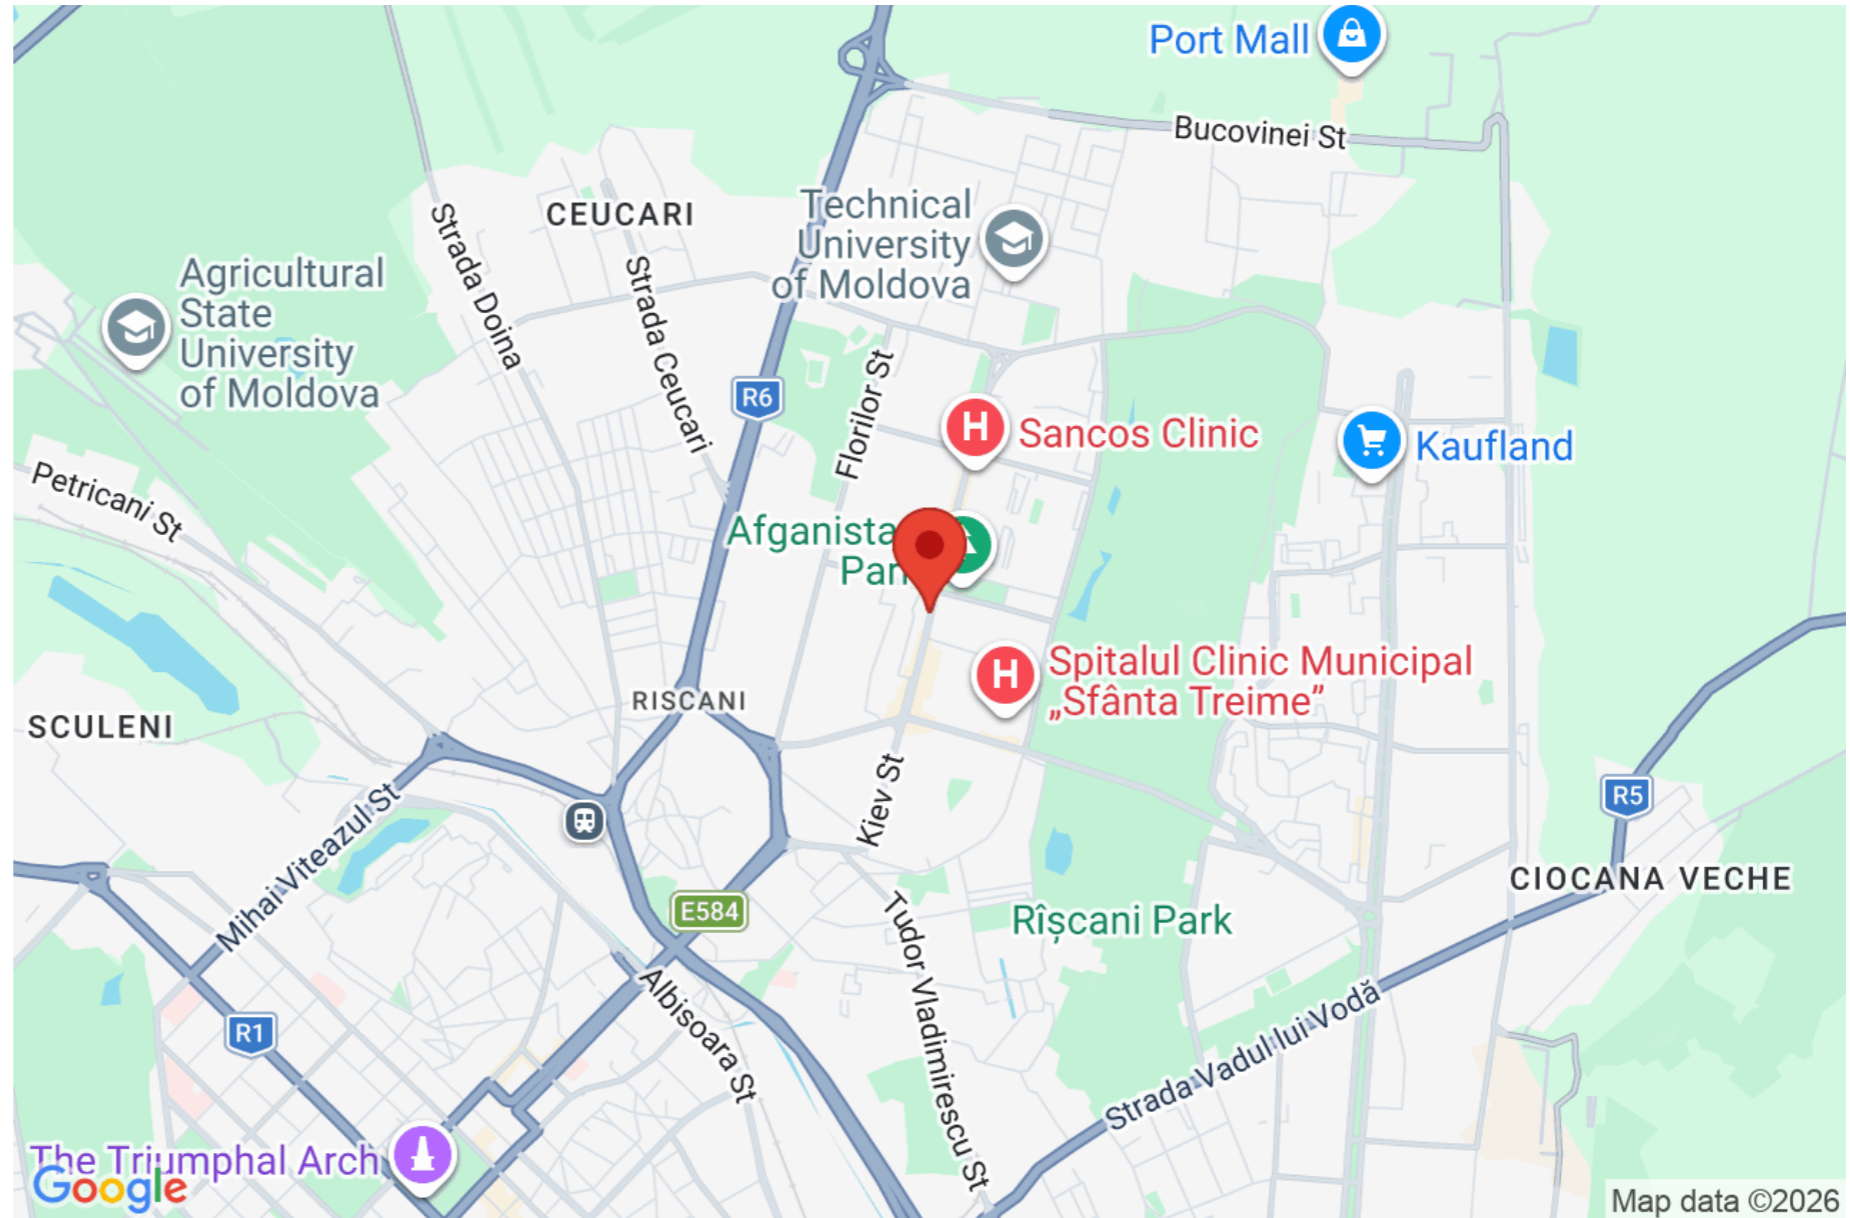 Port Mall
Bucovinei St
Technical
University
of Moldova
CEUCARI
Strada Doina
Strada Ceucari
Agricultural
State
University
of Moldova
R6
Florilor St
Sancos Clinic
Kaufland
Petricani St
Afganista
Par
Spitalul Clinic Municipal
„Sfânta Treime”
RISCANI
SCULENI
Mihai Viteazul St
Kiev St
R5
CIOCANA VECHE
E584
Rîșcani Park
Tudor Vladimirescu St
Albisoara St
R1
Strada Vadul lui Vodă
The Triumphal Arch
Google
Map data ©2026